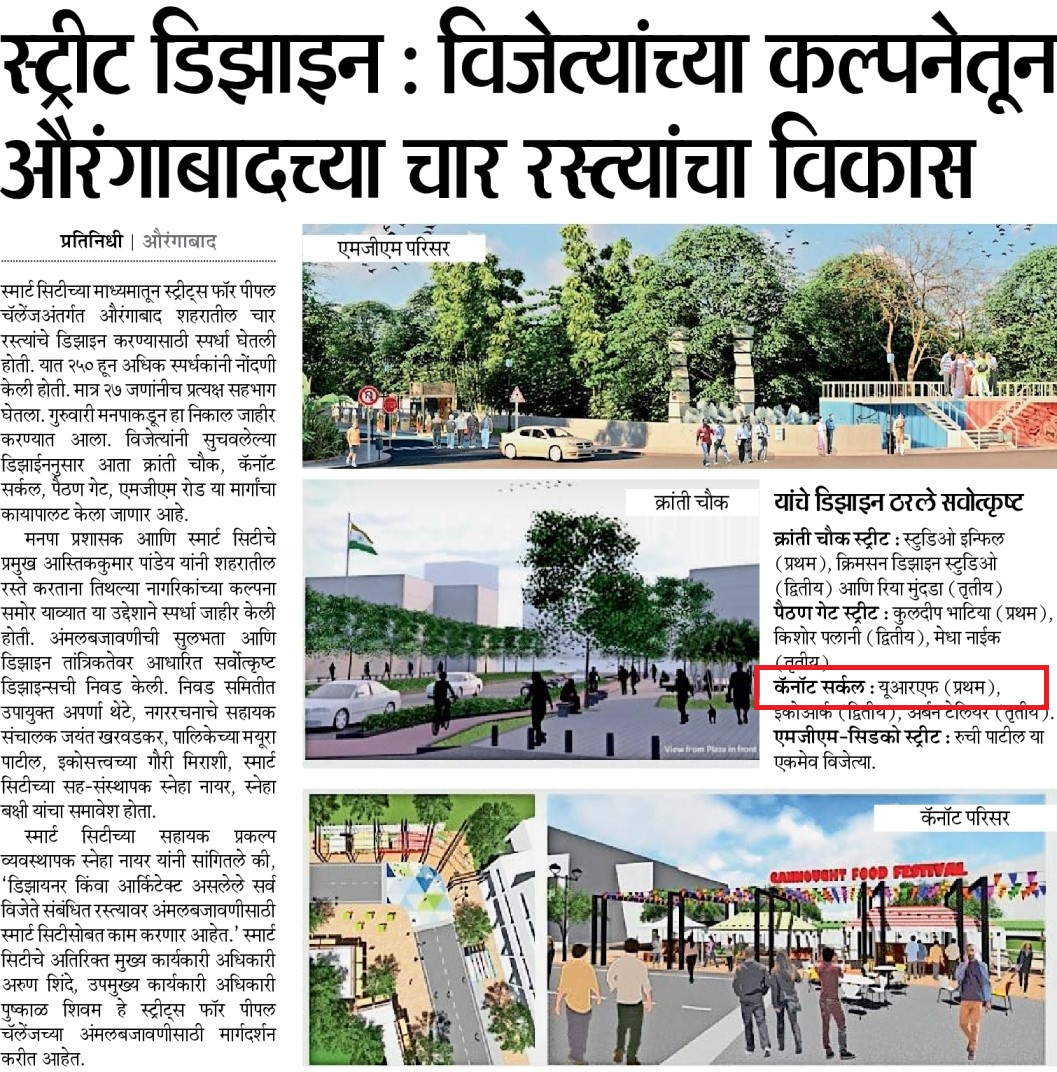 स्ट्रीट डिझाइन : विजेत्यांच्या कल्पनेतून
औरंगाबादच्या चार रस्त्यांचा विकास
प्रतिनिधी | औरंगाबाद
स्मार्ट सिटीच्या माध्यमातून स्ट्रीट्स फॉर पीपल
चॅलेंजअंतर्गत औरंगाबाद शहरातील चार
रस्त्यांचे डिझाइन करण्यासाठी स्पर्धा घेतली
होती. यात २५० हून अधिक स्पर्धकांनी नोंदणी
केली होती. मात्र २७ जणांनीच प्रत्यक्ष सहभाग
घेतला. गुरुवारी मनपाकडून हा निकाल जाहीर
करण्यात आला. विजेत्यांनी सुचवलेल्या
डिझाईननुसार आता क्रांती चौक, कॅनॉट
सर्कल, पैठण गेट, एमजीएम रोड या मार्गांचा
कायापालट केला जाणार आहे.
मनपा प्रशासक आाणि स्मार्ट सिटीचे
प्रमुख आस्तिककुमार पांडेय यांनी शहरातील
रस्ते करताना तिथल्या नागरिकांच्या कल्पना
समोर याव्यात या उद्देशाने स्पर्धा जाहीर केली
होती. अंमलबजावणीची सुलभता आणि
डिझाइन तांत्रिकतेवर आधारित सर्वोत्कृष्ट
डिझाइन्सची निवड केली. निवड समितीत
उपायुक्त अपर्णा थेटे, नगररचनाचे सहायक
संचालक जयंत खरवडकर, पालिकेच्या मयूरा
पाटील, इकोसत्त्वच्या गौरी मिराशी, स्मार्ट
सिटीच्या सह-संस्थापक स्नेहा नायर, स्नेहा
बक्षी यांचा समावेश होता.
स्मार्ट सिटीच्या सहायक प्रकल्प
व्यवस्थापक स्नेहा नायर यांनी सांगितले की,
‘डिझायनर किंवा आर्किटेक्ट असलेले सर्व
विजेते संबंधित रस्त्यावर अंमलबजावणीसाठी
स्मार्ट सिटीसोबत काम करणार आहेत.’ स्मार्ट
सिटीचे अतिरिक्त मुख्य कार्यकारी अधिकारी
अरुण शिंदे, उपमुख्य कार्यकारी अधिकारी
पुष्काळ शिवम हे स्ट्रीट्स फॉर पीपल
चॅलेंजच्या अंमलबजावणीसाठी मार्गदर्शन
करीत आहेत.
एमजीएम परिसर
क्रांती चौक
View from Plaza in front
यांचे डिझाइन ठरले सवोत्कृष्ट
क्रांती चौक स्ट्रीट : स्टुडिओ इन्फिल
(प्रथम), क्रिमसन डिझाइन स्टुडिओ
(द्वितीय) आणि रिया मुंदडा (तृतीय)
पैठण गेट स्ट्रीट : कुलदीप भाटिया (प्रथम),
किशोर पलानी (द्वितीय), मेधा नाईक
(तृतीय)
कॅनॉट सर्कल : यूआरएफ (प्रथम),
इकोआर्क (द्वितीय), अर्बन टेलियर (तृतीय).
एमजीएम-सिडको स्ट्रीट : रुची पाटील या
एकमेव विजेत्या.
कॅनॉट परिसर
CANNOUGHT FOOD FESTIVAL